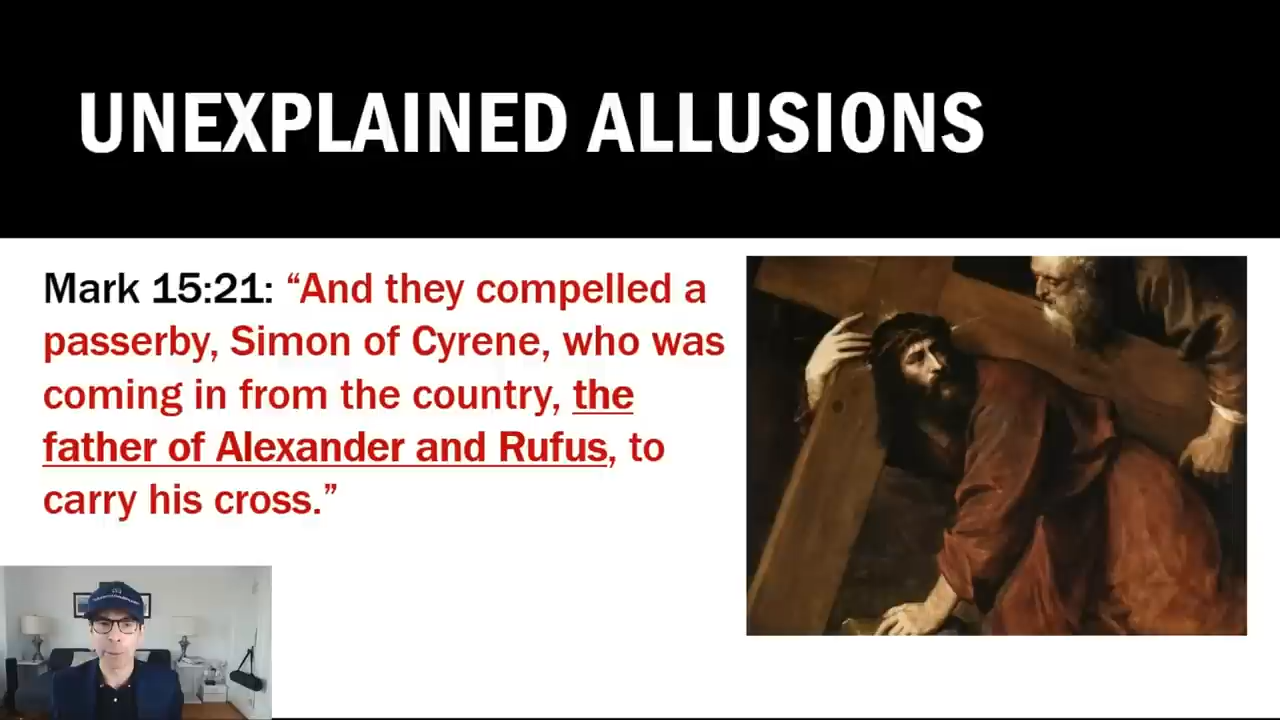 UNEXPLAINED ALLUSIONS
Mark 15:21: “And they compelled a
passerby, Simon of Cyrene, who was
coming in from the country, the
father of Alexander and Rufus, to
carry his cross.”